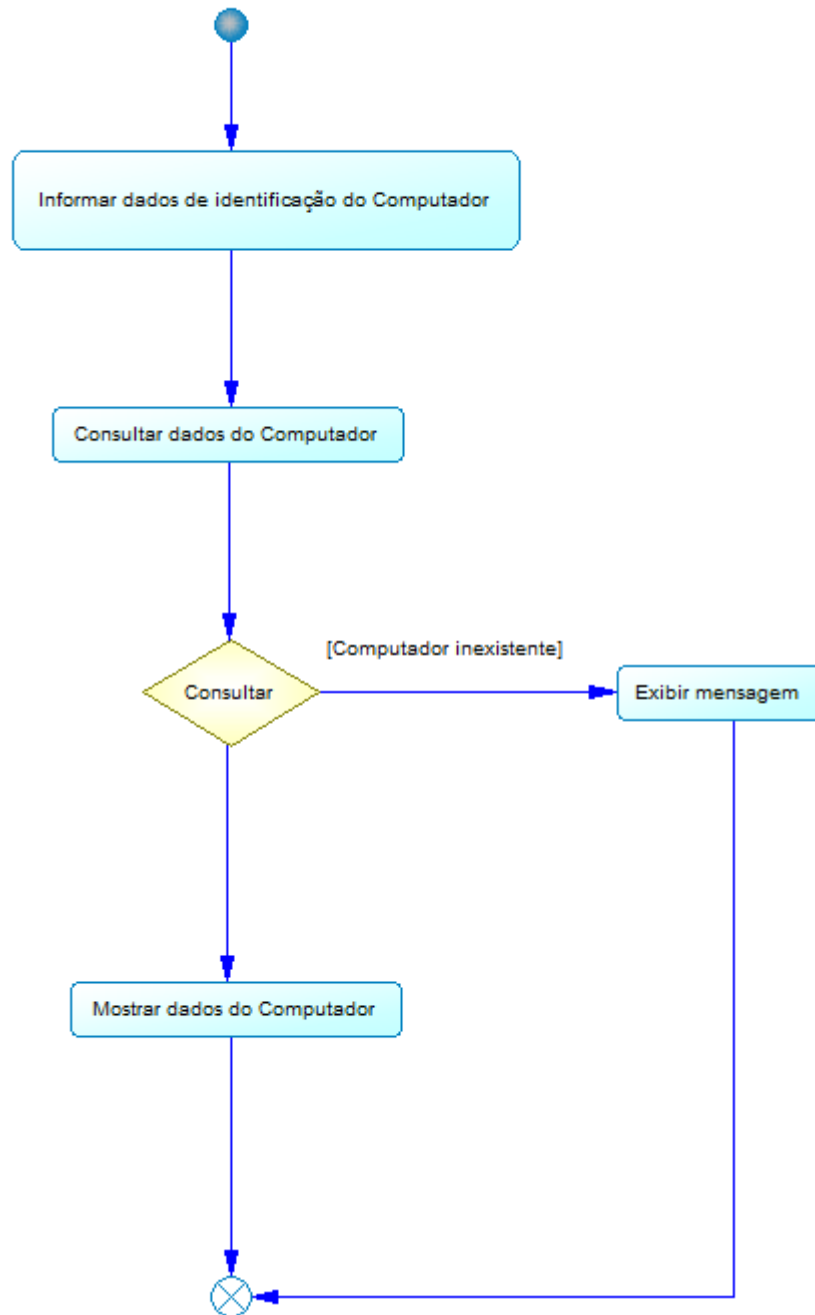 Informar dados de identificação do Computador
Consultar dados do Computador
[Computador inexistente]
Consultar
Exibir mensagem
Mostrar dados do Computador